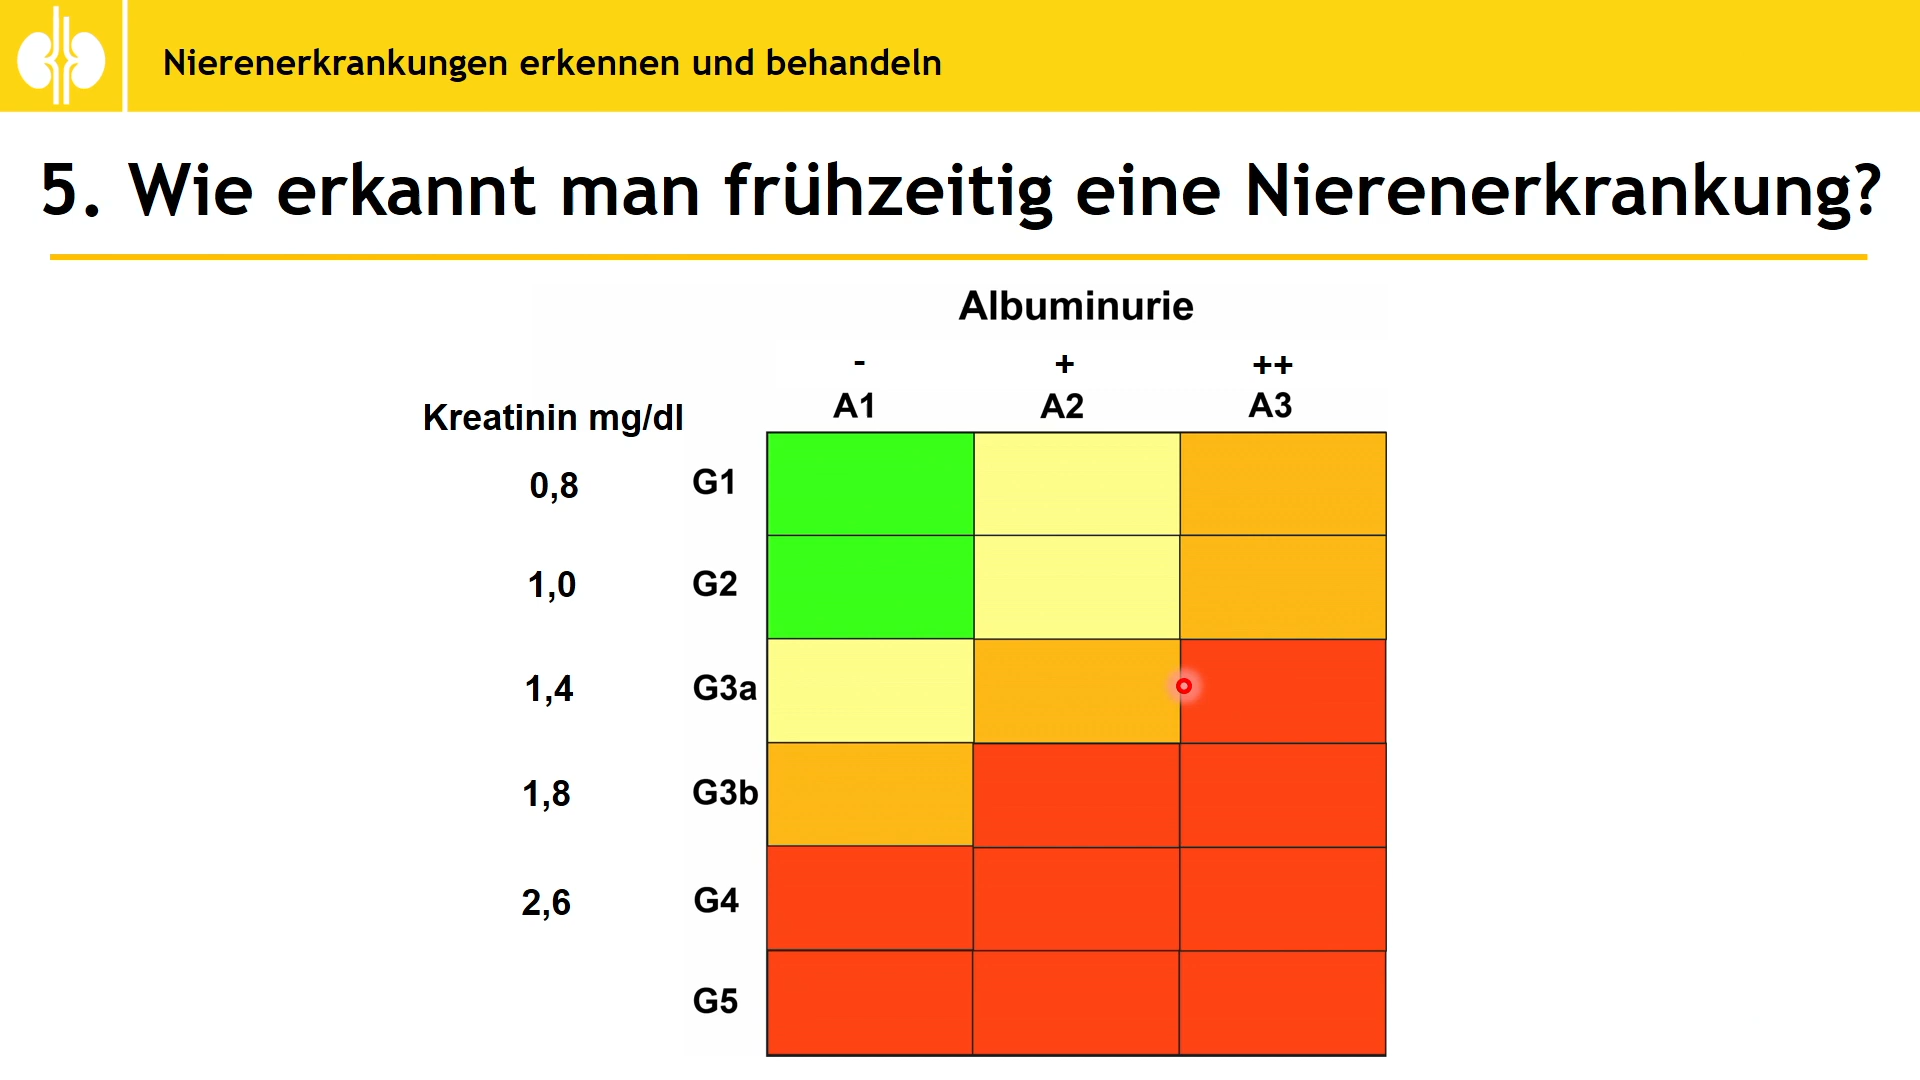 Nierenerkrankungen erkennen und behandeln
5. Wie erkannt man frühzeitig eine Nierenerkrankung?
Albuminurie
- + ++
A1 A2 A3
Kreatinin mg/dl
0,8 G1
1,0 G2
1,4 G3a
1,8 G3b
2,6 G4
G5